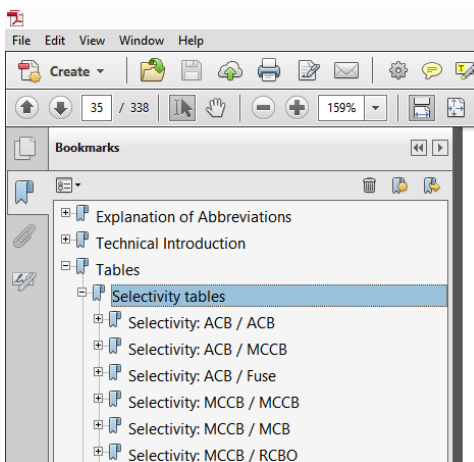 File Edit View Window Help
Create
35 / 338 159%
Bookmarks
Explanation of Abbreviations
Technical Introduction
Tables
Selectivity tables
Selectivity: ACB / ACB
Selectivity: ACB / MCCB
Selectivity: ACB / Fuse
Selectivity: MCCB / MCCB
Selectivity: MCCB / MCB
Selectivity: MCCB / RCBO